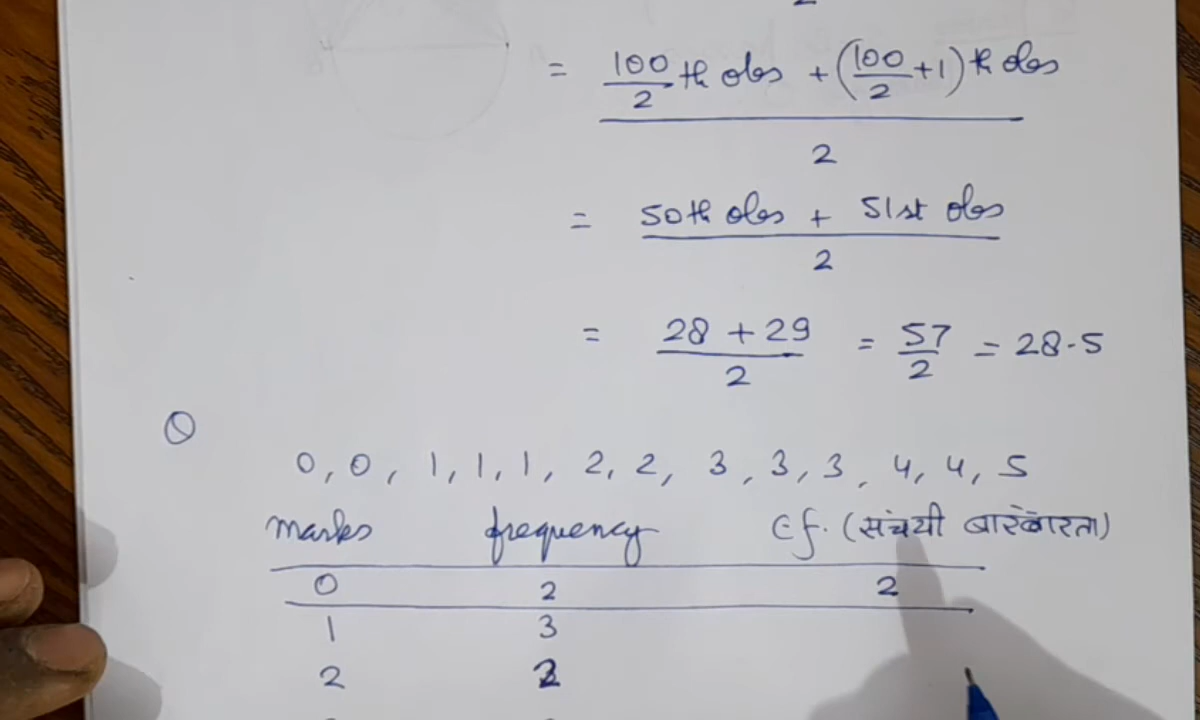 = 100/2 th obs + (100/2 + 1) th obs
2
= 50th obs + 51st obs
2
= 28 + 29 / 2 = 57/2 = 28.5
Q
0, 0, 1, 1, 1, 2, 2, 3, 3, 3, 4, 4, 5
marks frequency cf. (संचयी बारंबारता)
0 2 2
1 3
2 2